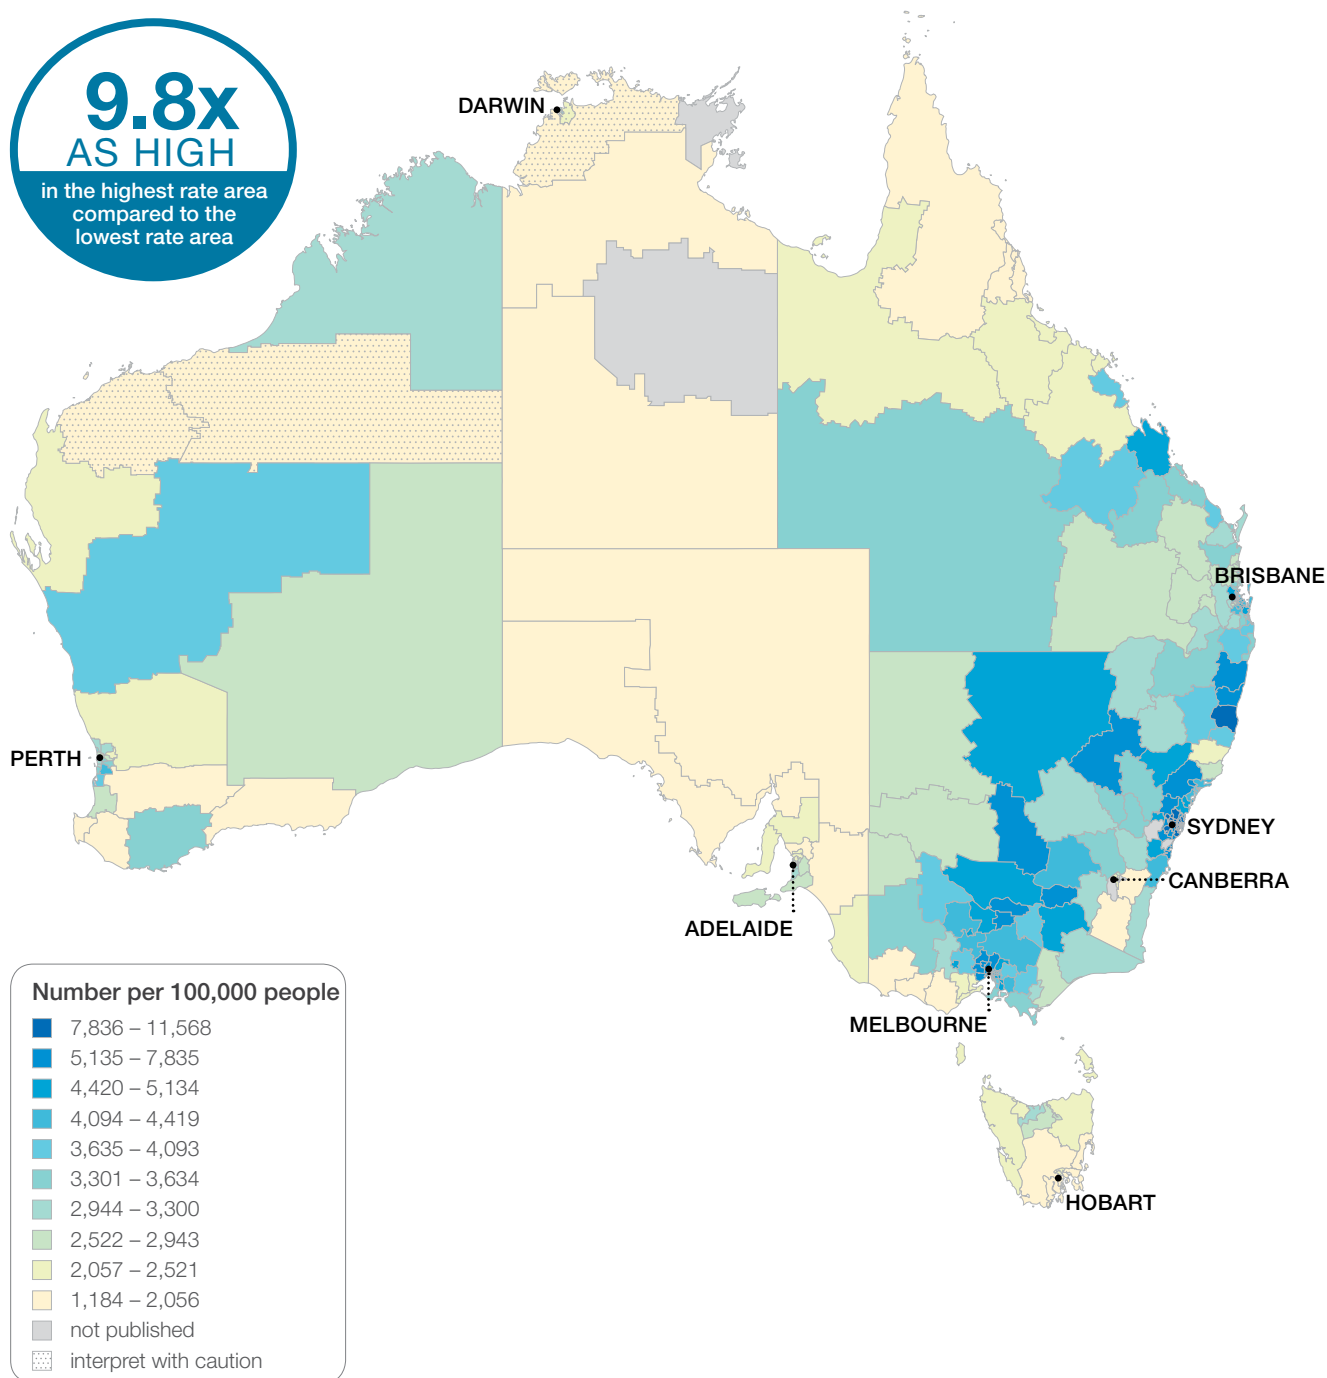 9.8x
AS HIGH
in the highest rate area
compared to the
lowest rate area
DARWIN
BRISBANE
PERTH
SYDNEY
CANBERRA
ADELAIDE
MELBOURNE
HOBART
Number per 100,000 people
7,836 – 11,568
5,135 – 7,835
4,420 – 5,134
4,094 – 4,419
3,635 – 4,093
3,301 – 3,634
2,944 – 3,300
2,522 – 2,943
2,057 – 2,521
1,184 – 2,056
not published
interpret with caution